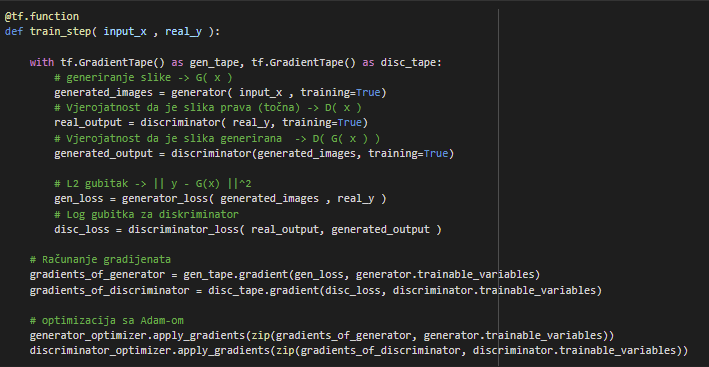 @tf.function
def train_step( input_x , real_y ):
with tf.GradientTape() as gen_tape, tf.GradientTape() as disc_tape:
# generiranje slike -> G( x )
generated_images = generator( input_x , training=True)
# Vjerojatnost da je slika prava (točna) -> D( x )
real_output = discriminator( real_y, training=True)
# Vjerojatnost da je slika generirana  -> D( G( x ) )
generated_output = discriminator(generated_images, training=True)
# L2 gubitak -> || y - G(x) ||^2
gen_loss = generator_loss( generated_images , real_y )
# Log gubitka za diskriminator
disc_loss = discriminator_loss( real_output, generated_output )
# Računanje gradijenata
gradients_of_generator = gen_tape.gradient(gen_loss, generator.trainable_variables)
gradients_of_discriminator = disc_tape.gradient(disc_loss, discriminator.trainable_variables)
# optimizacija sa Adam-om
generator_optimizer.apply_gradients(zip(gradients_of_generator, generator.trainable_variables))
discriminator_optimizer.apply_gradients(zip(gradients_of_discriminator, discriminator.trainable_variables))